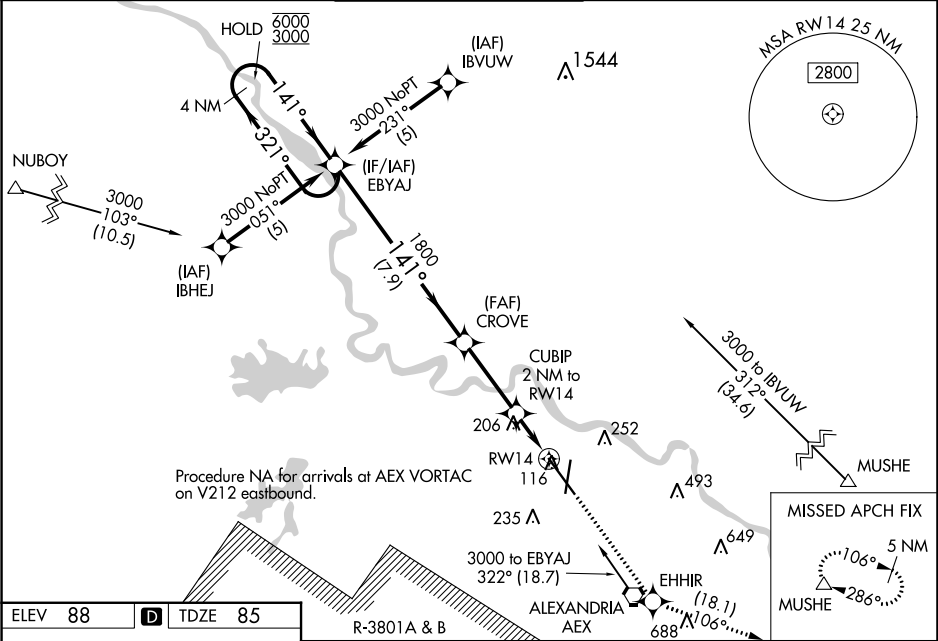 HOLD 6000
3000
(IAF)
IBVUW
1544
MSA RW14 25 NM
2800
4 NM
141°
321°
3000 NoPT
231°
(5)
(IF/IAF)
EBYAJ
NUBOY
3000
103°
(10.5)
3000 NoPT
051°
(5)
(IAF)
IBHEJ
1800
141°
(7.9)
(FAF)
CROVE
CUBIP
2 NM to
RW14
206
252
3000 to IBVUW
312°
(34.6)
MUSHE
RW14
116
493
Procedure NA for arrivals at AEX VORTAC
on V212 eastbound.
235
649
3000 to EBYAJ
322° (18.7)
EHHIR
(18.1)
106°
ALEXANDRIA
AEX
688
MISSED APCH FIX
5 NM
106°
286°
MUSHE
R-3801A & B
ELEV 88 D TDZE 85